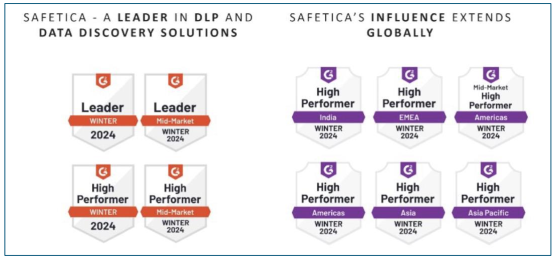 SAFETICA - A LEADER IN DLP AND
DATA DISCOVERY SOLUTIONS
Leader
WINTER
2024
Leader
Mid-Market
WINTER
2024
High
Performer
WINTER
2024
High
Performer
Mid-Market
WINTER
2024
SAFETICA'S INFLUENCE EXTENDS
GLOBALLY
High
Performer
India
WINTER
2024
High
Performer
EMEA
WINTER
2024
Mid-Market
High
Performer
Americas
WINTER
2024
High
Performer
Americas
WINTER
2024
High
Performer
Asia
WINTER
2024
High
Performer
Asia Pacific
WINTER
2024